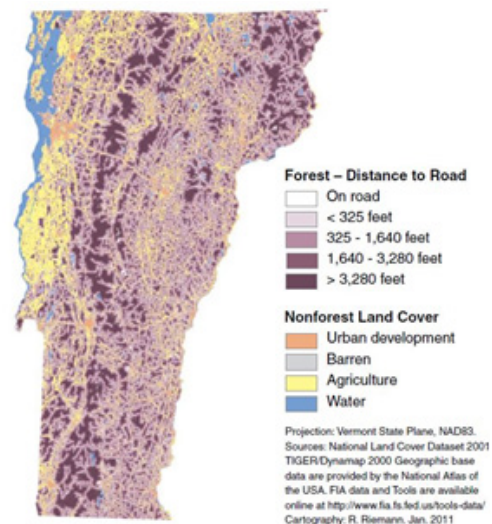 Forest – Distance to Road
On road
< 325 feet
325 - 1,640 feet
1,640 - 3,280 feet
> 3,280 feet
Nonforest Land Cover
Urban development
Barren
Agriculture
Water
Projection: Vermont State Plane, NAD83.
Sources: National Land Cover Dataset 2001
TIGER/Dynamap 2000 Geographic base
data are provided by the National Atlas of
the USA. FIA data and Tools are available
online at http://www.fia.fs.fed.us/tools-data/
Cartography: R. Riemann. Jan. 2011